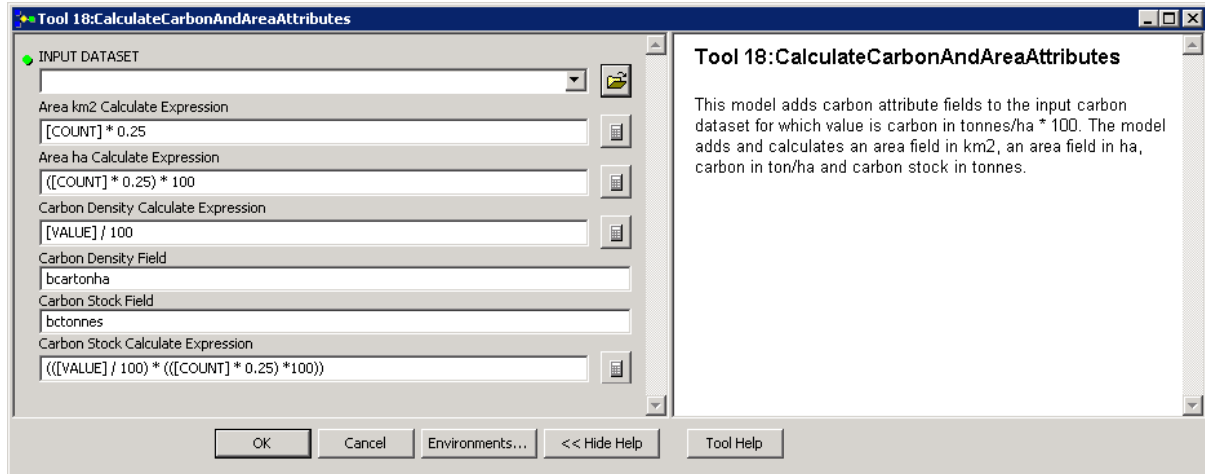 Tool 18:CalculateCarbonAndAreaAttributes
INPUT DATASET
Area km2 Calculate Expression
[COUNT] * 0.25
Area ha Calculate Expression
([COUNT] * 0.25) * 100
Carbon Density Calculate Expression
[VALUE] / 100
Carbon Density Field
bcartonha
Carbon Stock Field
bctonnes
Carbon Stock Calculate Expression
(([VALUE] / 100) * (([COUNT] * 0.25) *100))
OK
Cancel
Environments...
<< Hide Help
Tool 18:CalculateCarbonAndAreaAttributes
This model adds carbon attribute fields to the input carbon
dataset for which value is carbon in tonnes/ha * 100. The model
adds and calculates an area field in km2, an area field in ha,
carbon in ton/ha and carbon stock in tonnes.
Tool Help